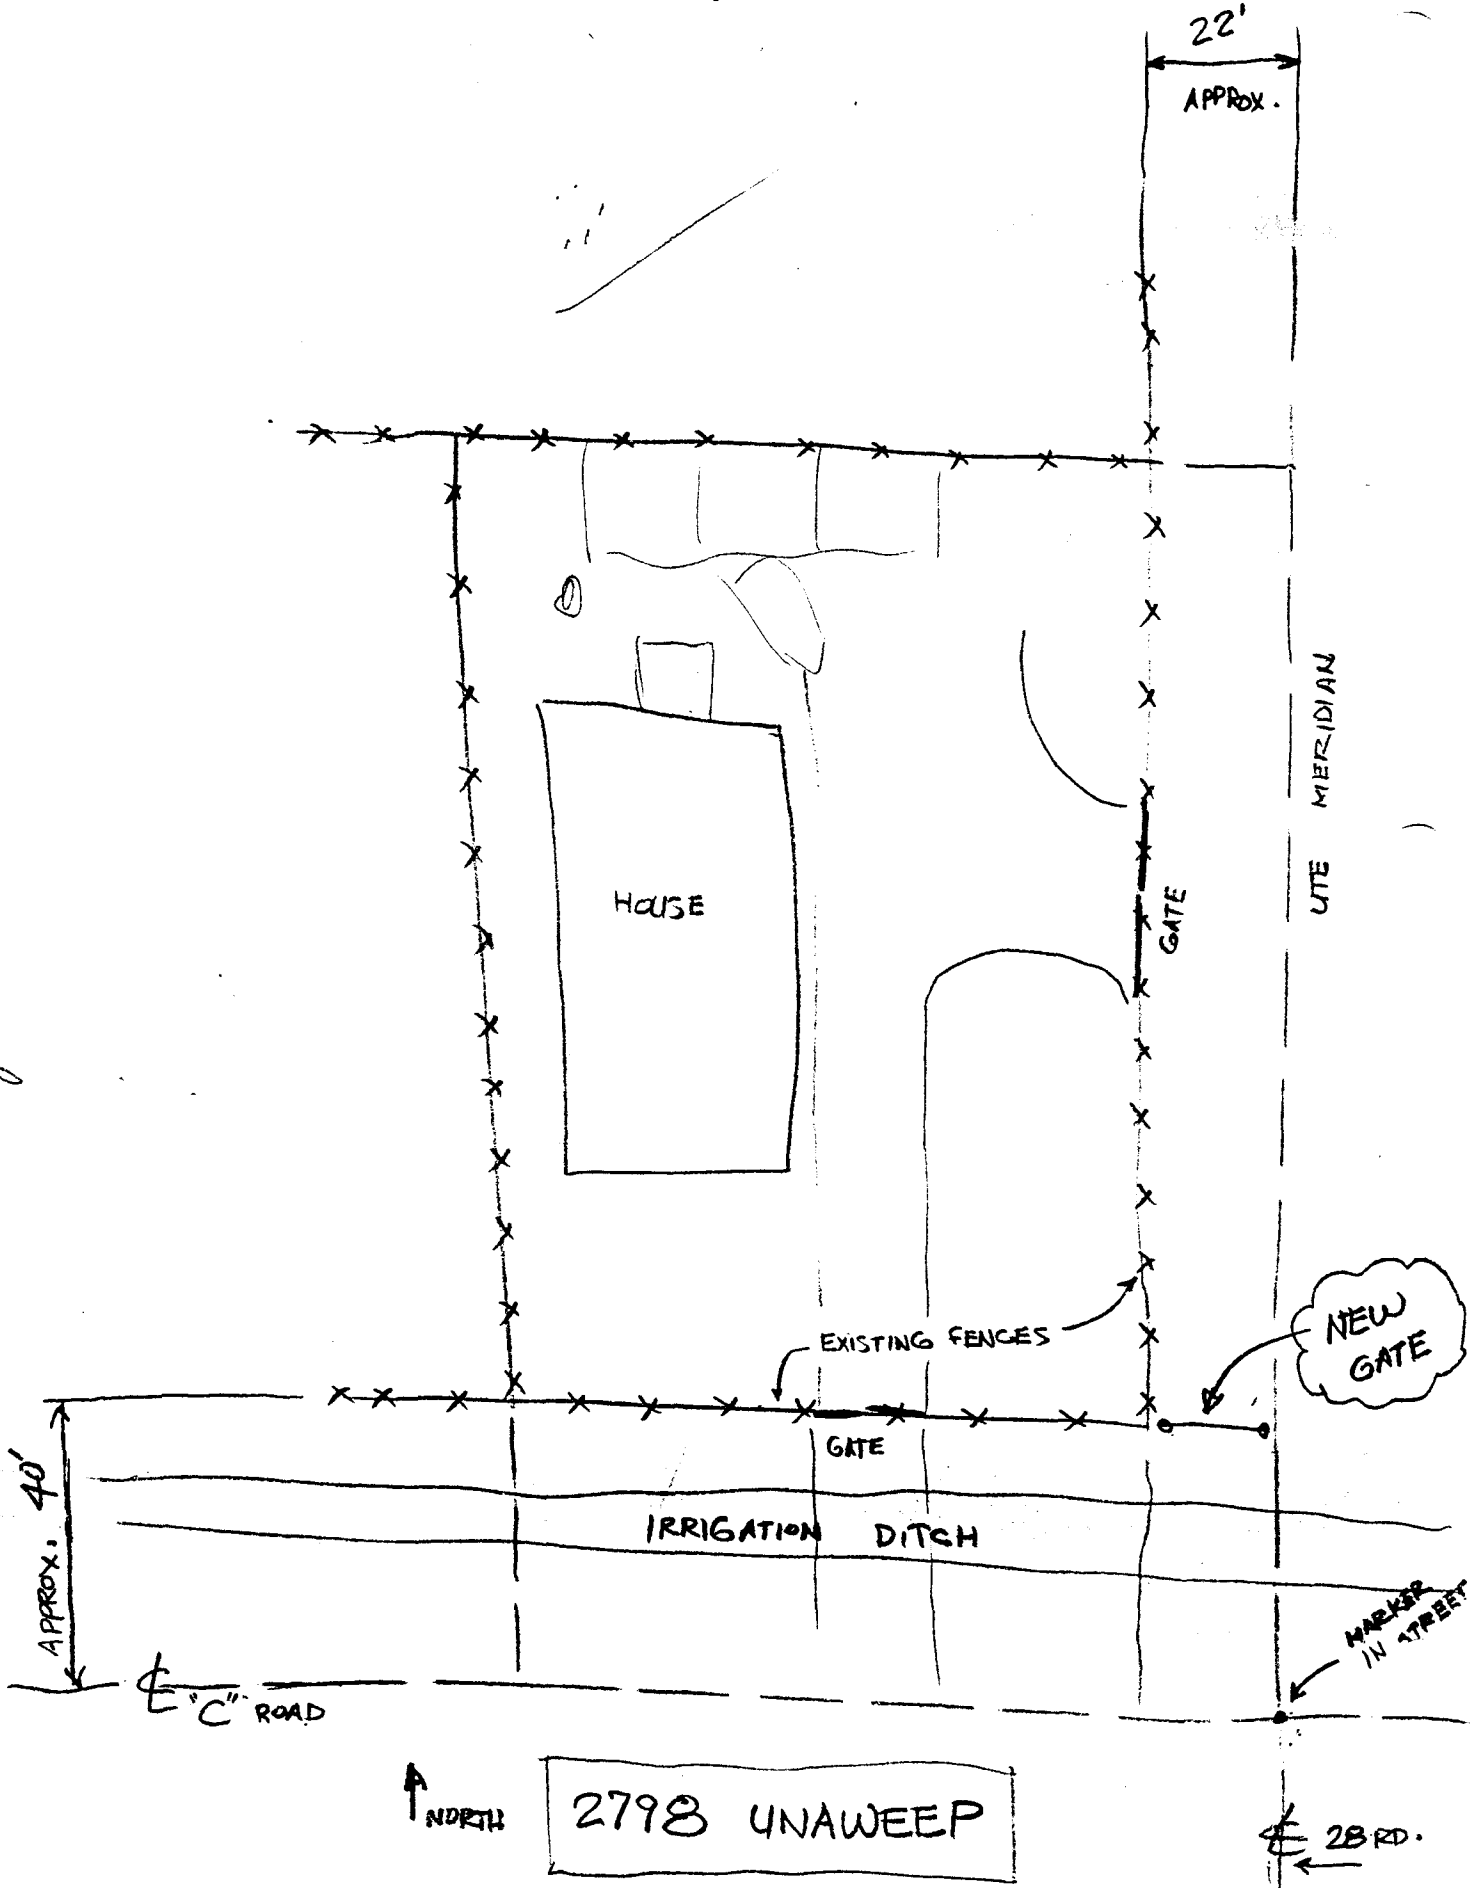 22'
APPROX.
UTE MERIDIAN
HOUSE
GATE
NEW
GATE
EXISTING FENCES
GATE
APPROX. 40'
IRRIGATION DITCH
MARKER
IN STREET
℄ "C" ROAD
NORTH
2798 UNAWEEP
℄ 28 RD.